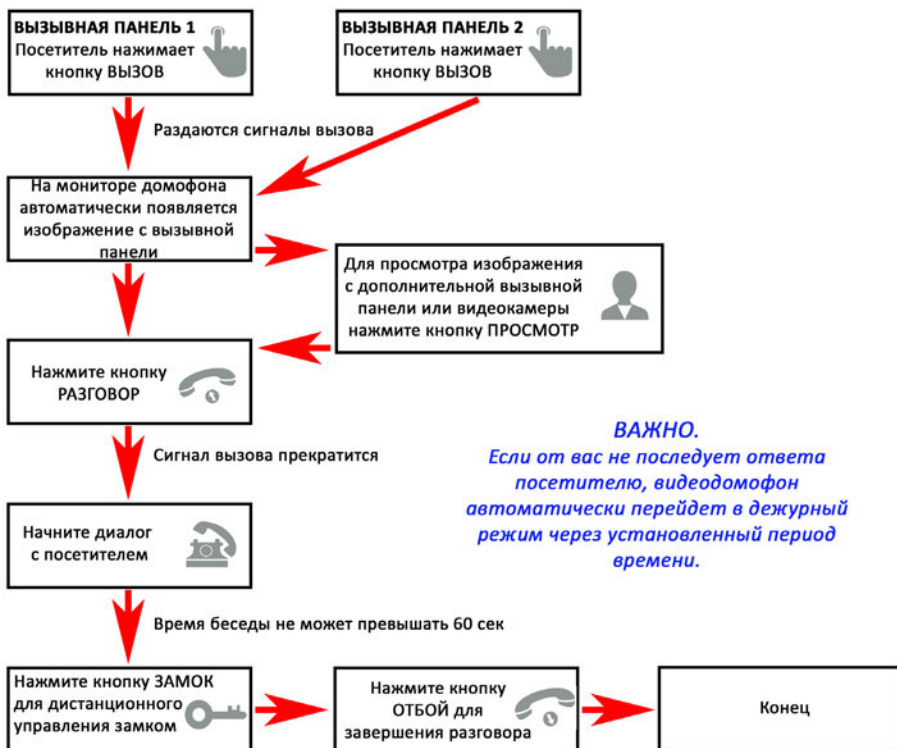 ВЫЗЫВНАЯ ПАНЕЛЬ 1
Посетитель нажимает
кнопку ВЫЗОВ
ВЫЗЫВНАЯ ПАНЕЛЬ 2
Посетитель нажимает
кнопку ВЫЗОВ
Раздаются сигналы вызова
На мониторе домофона
автоматически появляется
изображение с вызывной
панели
Для просмотра изображения
с дополнительной вызывной
панели или видеокамеры
нажмите кнопку ПРОСМОТР
Нажмите кнопку
РАЗГОВОР
Сигнал вызова прекратится
ВАЖНО.
Если от вас не последует ответа
посетителю, видеодомофон
автоматически перейдет в дежурный
режим через установленный период
времени.
Начните диалог
с посетителем
Время беседы не может превышать 60 сек
Нажмите кнопку ЗАМОК
для дистанционного
управления замком
Нажмите кнопку
ОТБОЙ для
завершения разговора
Конец